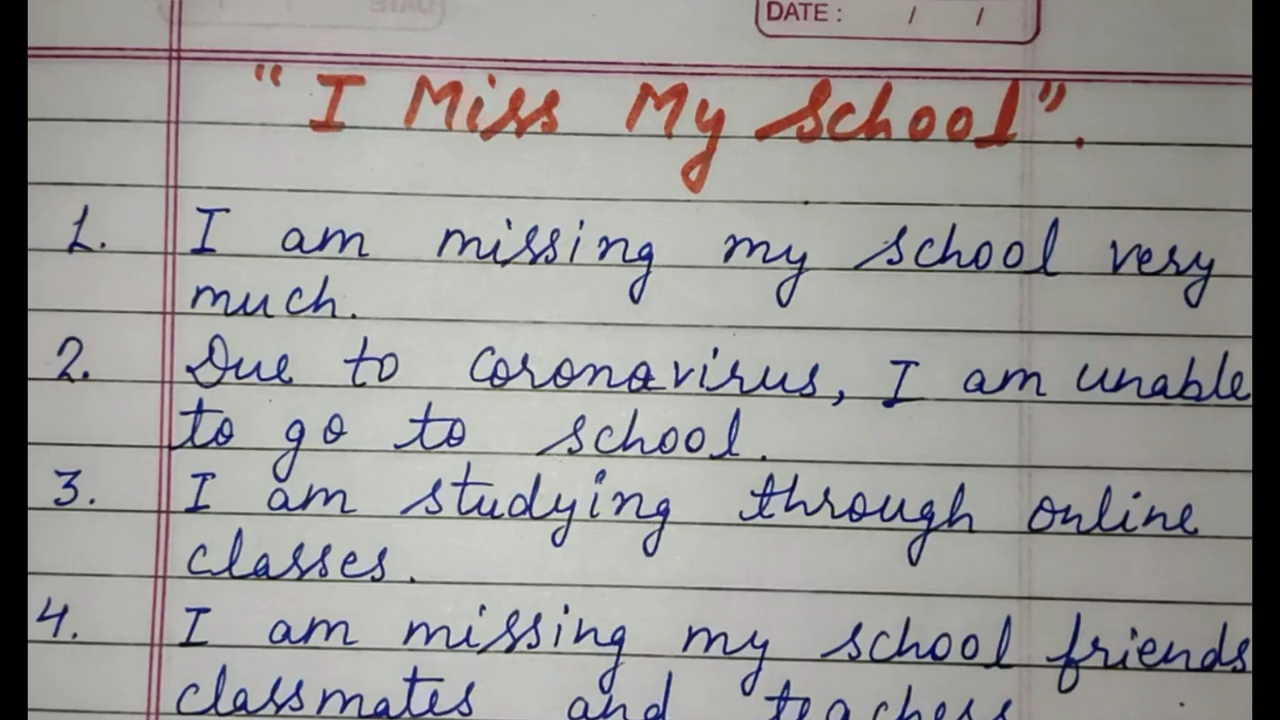 DATE : / /
"I Miss My School".
1. I am missing my school very
much.
2. Due to coronavirus, I am unable
to go to school.
3. I am studying through online
classes.
4. I am missing my school friends
classmates and teachers